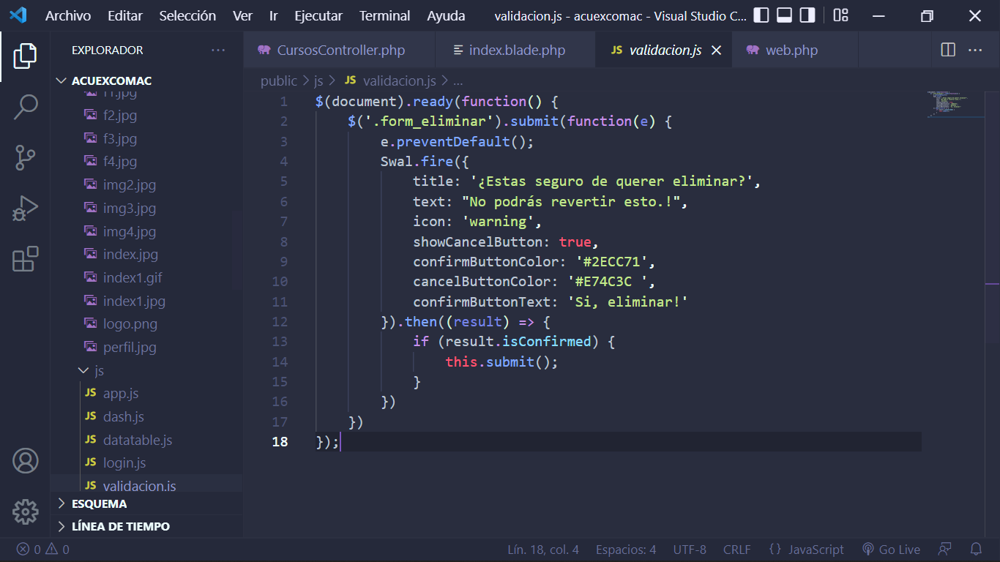 Archivo Editar Selección Ver Ir Ejecutar Terminal Ayuda validacion.js - acuexcomac - Visual Studio C...
EXPLORADOR ...
ACUEXCOMAC
f1.jpg
f2.jpg
f3.jpg
f4.jpg
img2.jpg
img3.jpg
img4.jpg
index.jpg
index1.gif
index1.jpg
logo.png
perfil.jpg
js
JS app.js
JS dash.js
JS datatable.js
JS login.js
JS validacion.js
ESQUEMA
LÍNEA DE TIEMPO
CursosController.php index.blade.php JS validacion.js web.php ...
public > js > JS validacion.js > ...
1 $(document).ready(function() {
2 $('.form_eliminar').submit(function(e) {
3 e.preventDefault();
4 Swal.fire({
5 title: '¿Estas seguro de querer eliminar?',
6 text: "No podrás revertir esto.!",
7 icon: 'warning',
8 showCancelButton: true,
9 confirmButtonColor: '#2ECC71',
10 cancelButtonColor: '#E74C3C ',
11 confirmButtonText: 'Si, eliminar!'
12 }).then((result) => {
13 if (result.isConfirmed) {
14 this.submit();
15 }
16 })
17 })
18 });
0 0 Lín. 18, col. 4 Espacios: 4 UTF-8 CRLF {} JavaScript Go Live